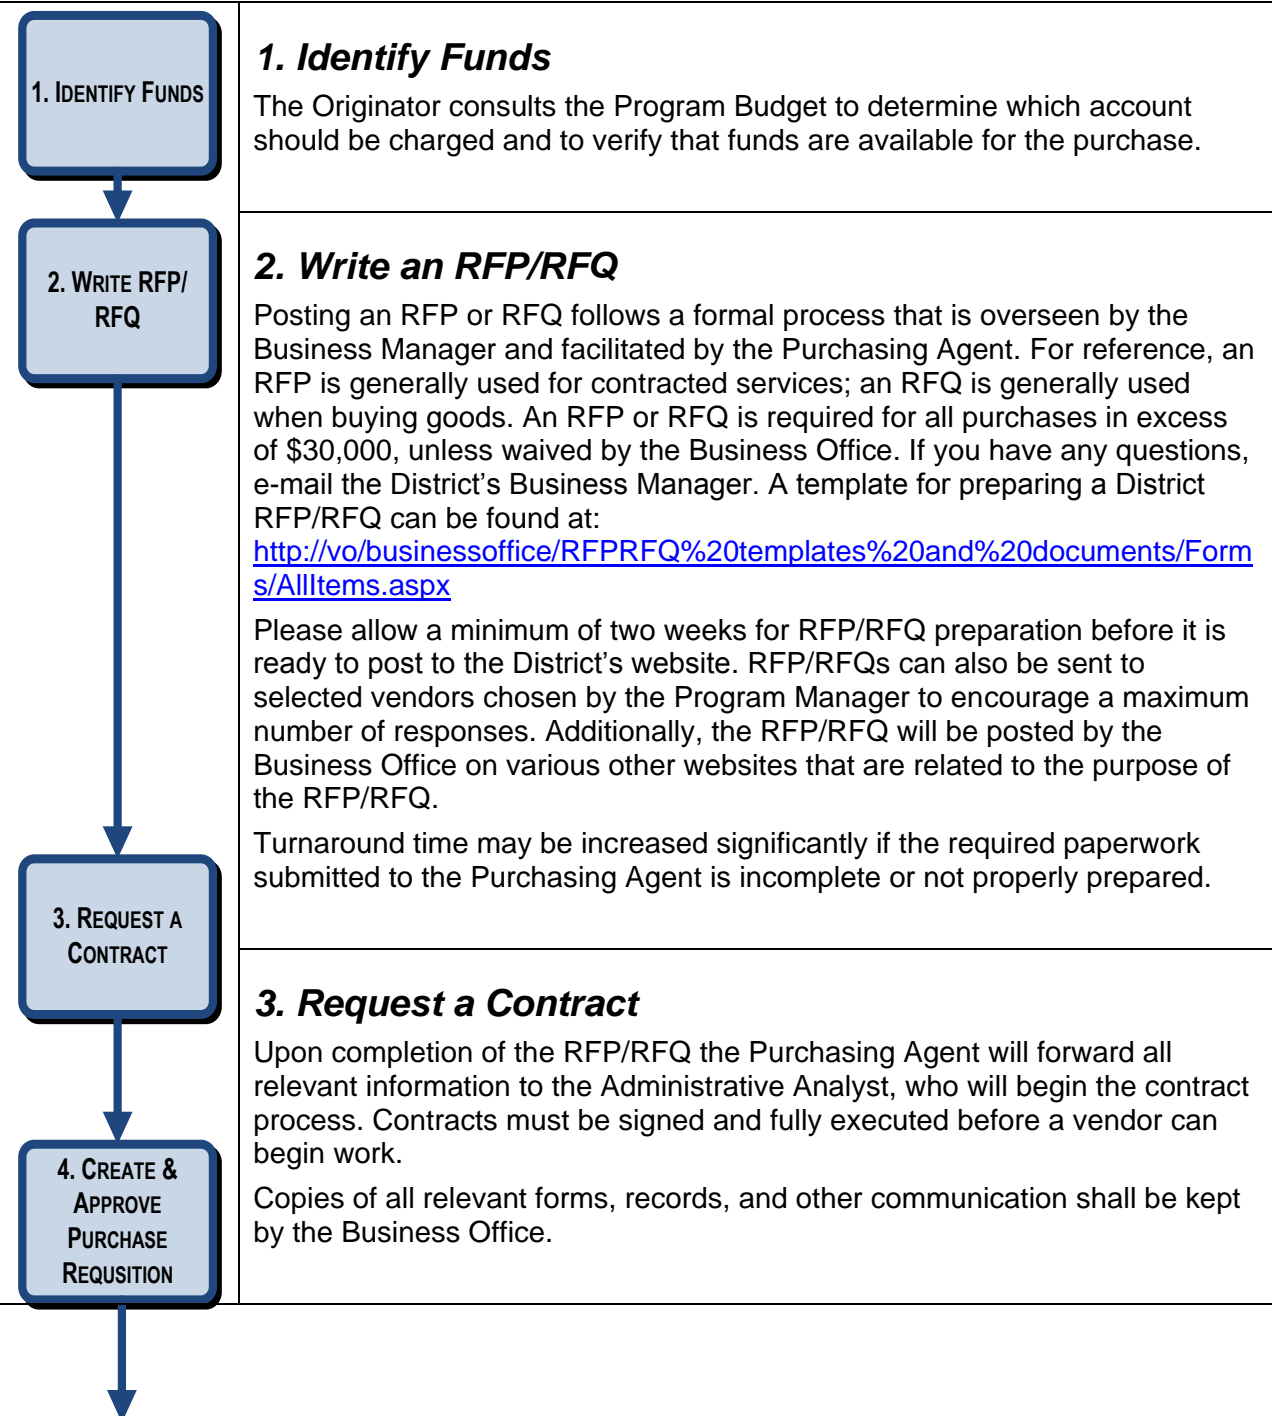 1. IDENTIFY FUNDS
1. Identify Funds
The Originator consults the Program Budget to determine which account
should be charged and to verify that funds are available for the purchase.
2. WRITE RFP/
RFQ
2. Write an RFP/RFQ
Posting an RFP or RFQ follows a formal process that is overseen by the
Business Manager and facilitated by the Purchasing Agent. For reference, an
RFP is generally used for contracted services; an RFQ is generally used
when buying goods. An RFP or RFQ is required for all purchases in excess
of $30,000, unless waived by the Business Office. If you have any questions,
e-mail the District’s Business Manager. A template for preparing a District
RFP/RFQ can be found at:
http://vo/businessoffice/RFPRFQ%20templates%20and%20documents/Form
s/AllItems.aspx
Please allow a minimum of two weeks for RFP/RFQ preparation before it is
ready to post to the District’s website. RFP/RFQs can also be sent to
selected vendors chosen by the Program Manager to encourage a maximum
number of responses. Additionally, the RFP/RFQ will be posted by the
Business Office on various other websites that are related to the purpose of
the RFP/RFQ.
Turnaround time may be increased significantly if the required paperwork
submitted to the Purchasing Agent is incomplete or not properly prepared.
3. REQUEST A
CONTRACT
3. Request a Contract
Upon completion of the RFP/RFQ the Purchasing Agent will forward all
relevant information to the Administrative Analyst, who will begin the contract
process. Contracts must be signed and fully executed before a vendor can
begin work.
Copies of all relevant forms, records, and other communication shall be kept
by the Business Office.
4. CREATE &
APPROVE
PURCHASE
REQUSITION